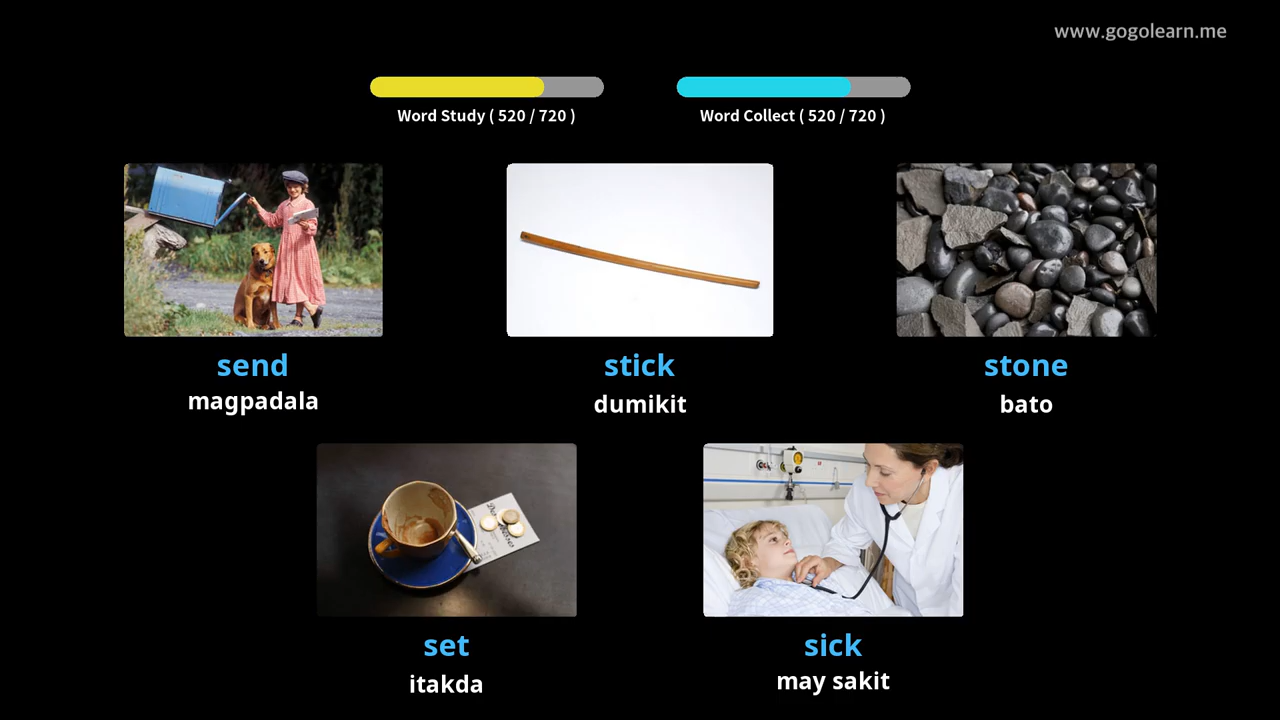 www.gogolearn.me
Word Study ( 520 / 720 )
Word Collect ( 520 / 720 )
send
magpadala
stick
dumikit
stone
bato
set
itakda
sick
may sakit